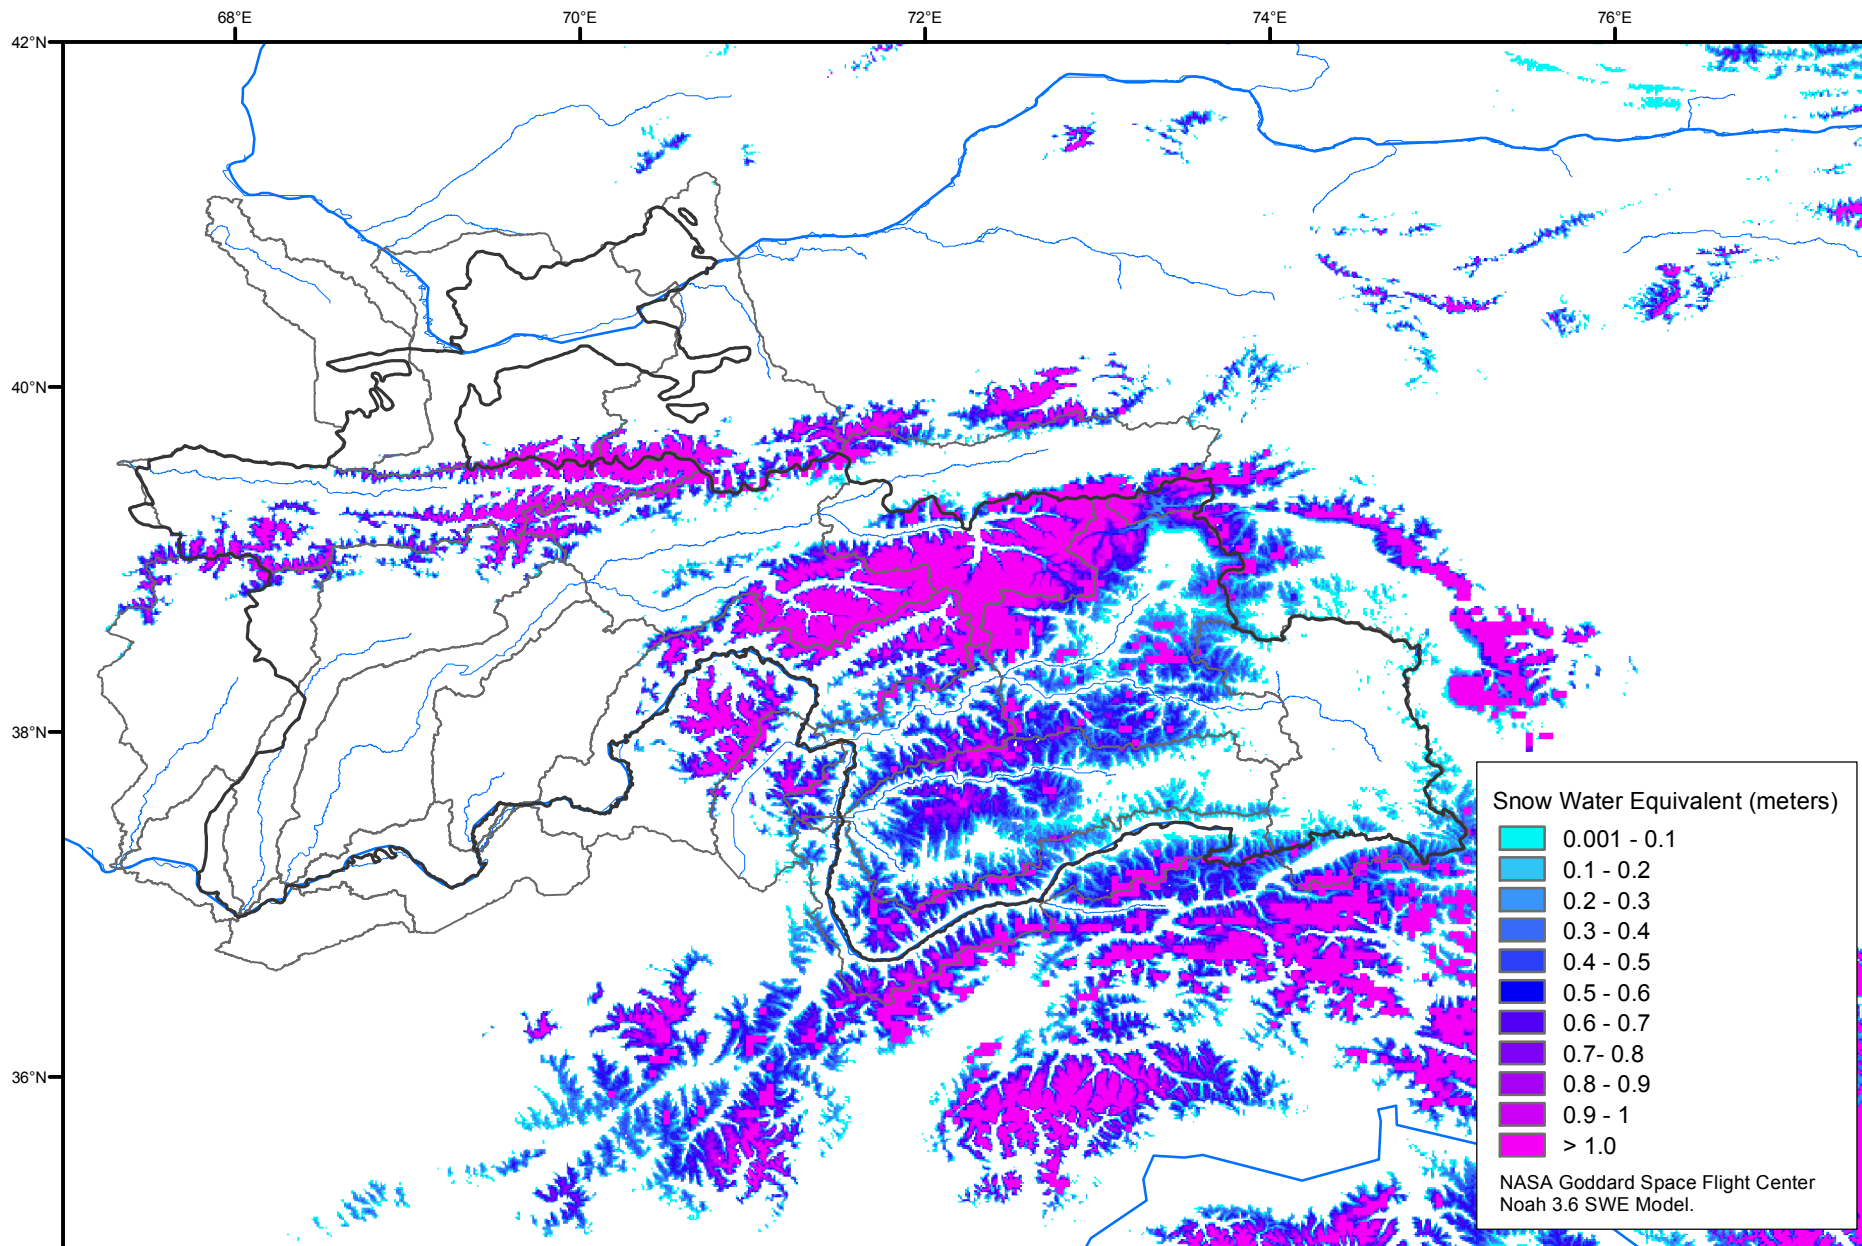 68°E
70°E
72°E
74°E
76°E
42°N
40°N
38°N
36°N
Snow Water Equivalent (meters)
0.001 - 0.1
0.1 - 0.2
0.2 - 0.3
0.3 - 0.4
0.4 - 0.5
0.5 - 0.6
0.6 - 0.7
0.7- 0.8
0.8 - 0.9
0.9 - 1
> 1.0
NASA Goddard Space Flight Center
Noah 3.6 SWE Model.